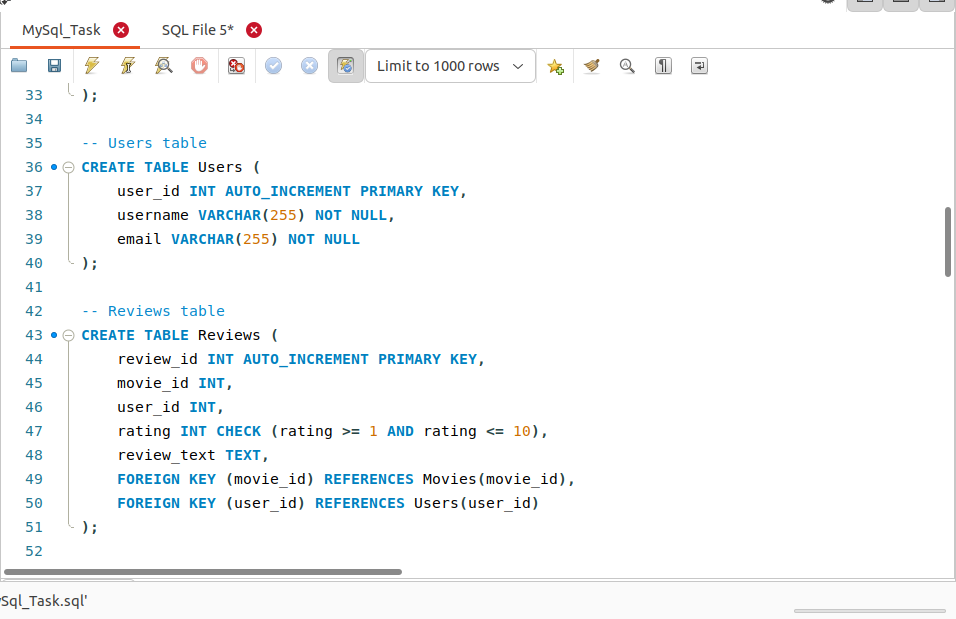 MySql_Task
SQL File 5*
Limit to 1000 rows
33 );
34
35 -- Users table
36 CREATE TABLE Users (
37     user_id INT AUTO_INCREMENT PRIMARY KEY,
38     username VARCHAR(255) NOT NULL,
39     email VARCHAR(255) NOT NULL
40 );
41
42 -- Reviews table
43 CREATE TABLE Reviews (
44     review_id INT AUTO_INCREMENT PRIMARY KEY,
45     movie_id INT,
46     user_id INT,
47     rating INT CHECK (rating >= 1 AND rating <= 10),
48     review_text TEXT,
49     FOREIGN KEY (movie_id) REFERENCES Movies(movie_id),
50     FOREIGN KEY (user_id) REFERENCES Users(user_id)
51 );
52
Sql_Task.sql'